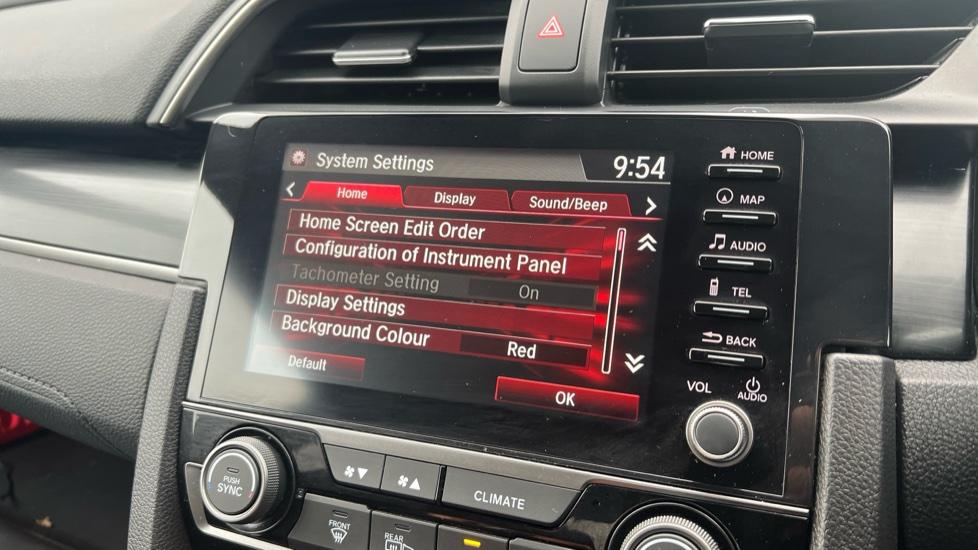 System Settings 9:54
Home Display Sound/Beep
Home Screen Edit Order
Configuration of Instrument Panel
Tachometer Setting On
Display Settings
Background Colour Red
Default
OK
HOME
MAP
AUDIO
TEL
BACK
VOL
AUDIO
PUSH
SYNC
CLIMATE
FRONT
REAR